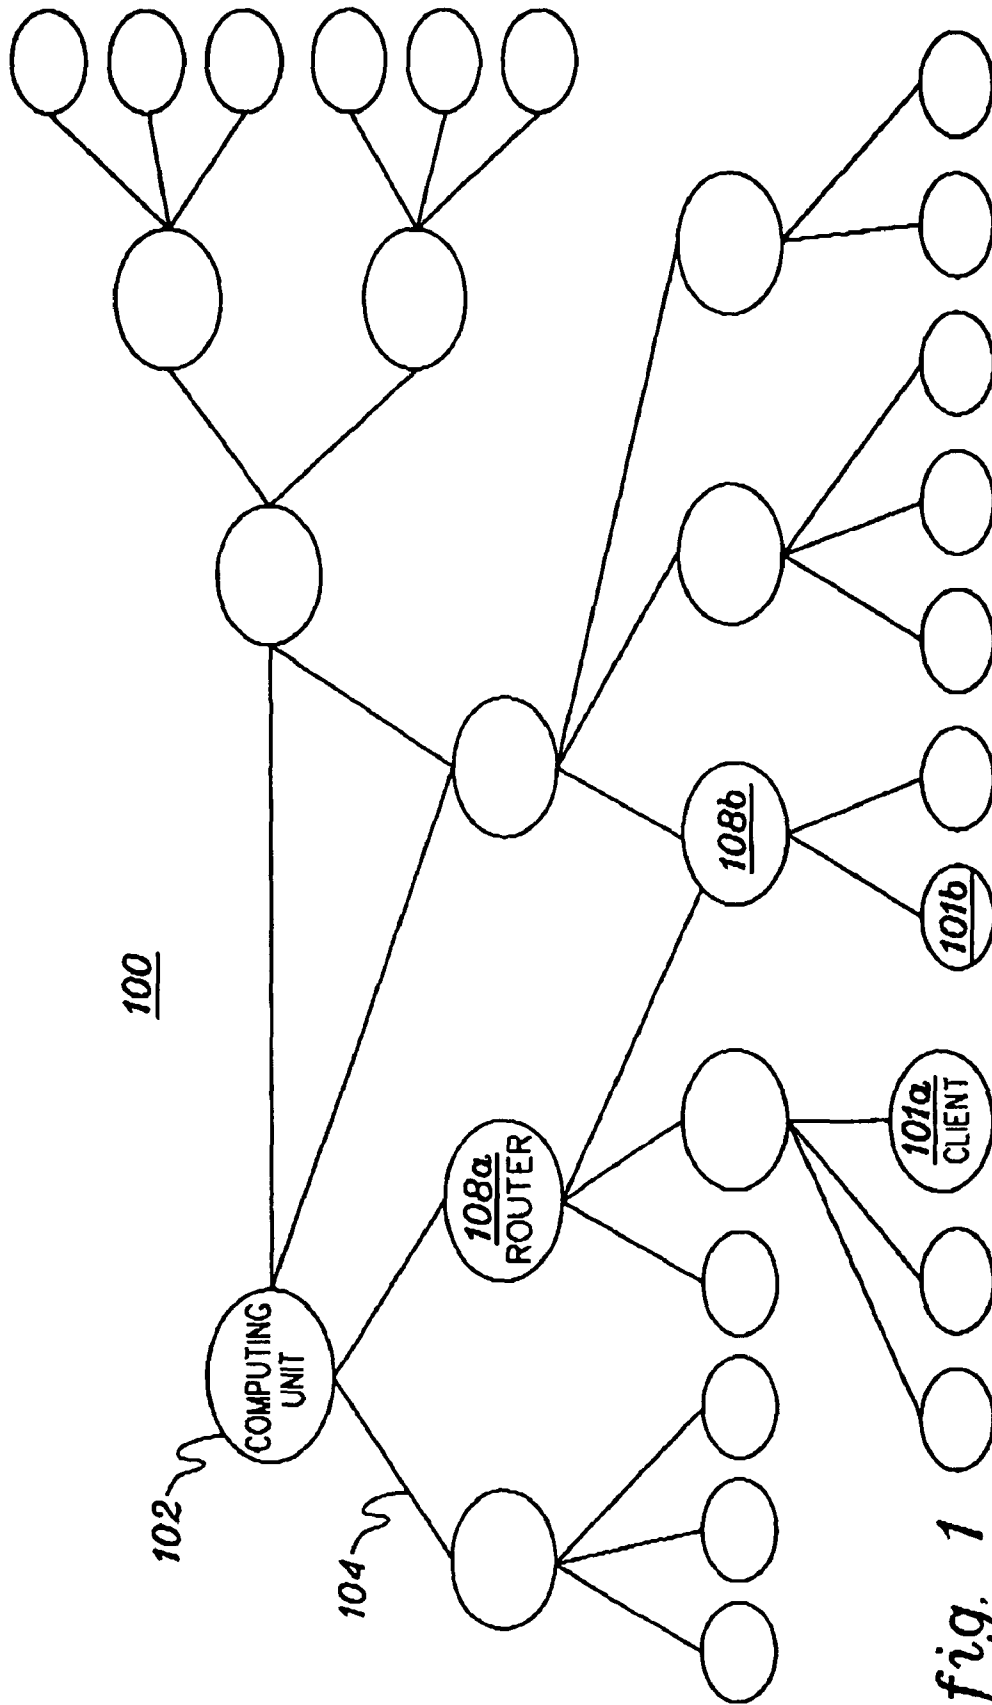 100
102
COMPUTING
UNIT
104
108a
ROUTER
108b
101a
CLIENT
101b
fig. 1